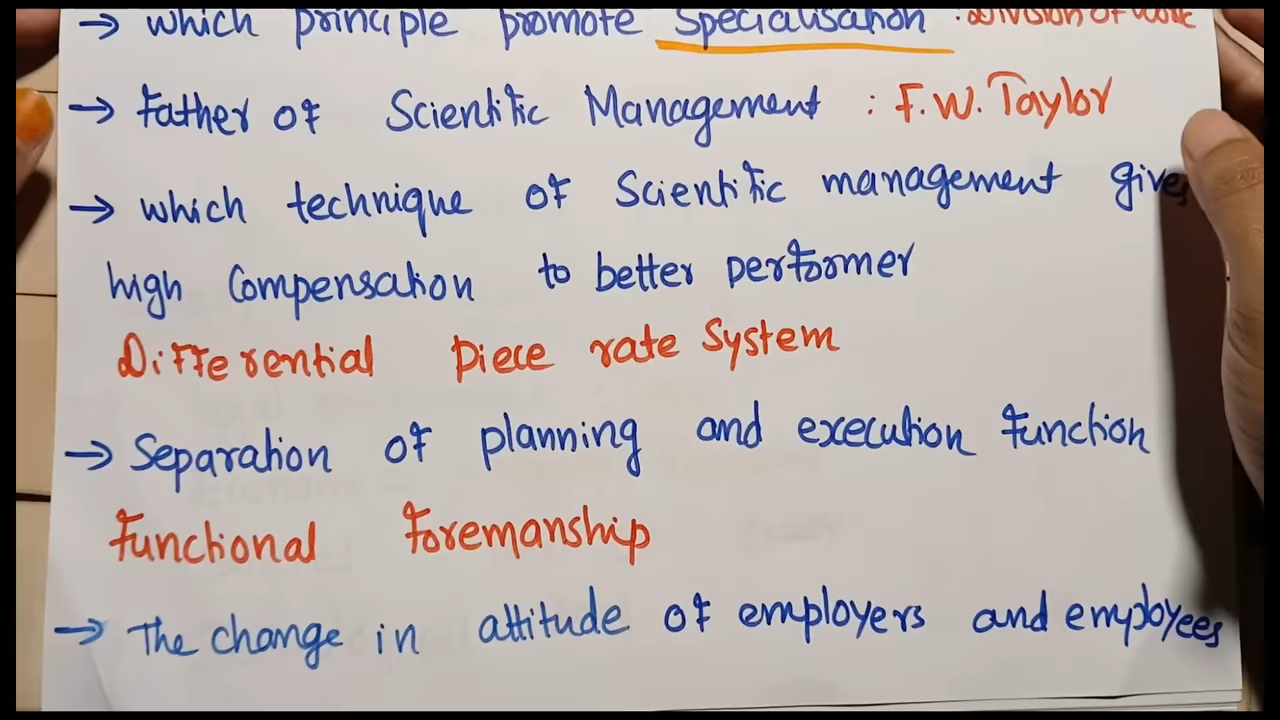 → which principle promote Specialisation : Division of work
→ Father of Scientific Management : F.W. Taylor
→ which technique of Scientific management gives
high Compensation to better performer
Differential Piece rate System
→ Separation of planning and execution function
Functional Foremanship
→ The change in attitude of employers and employees